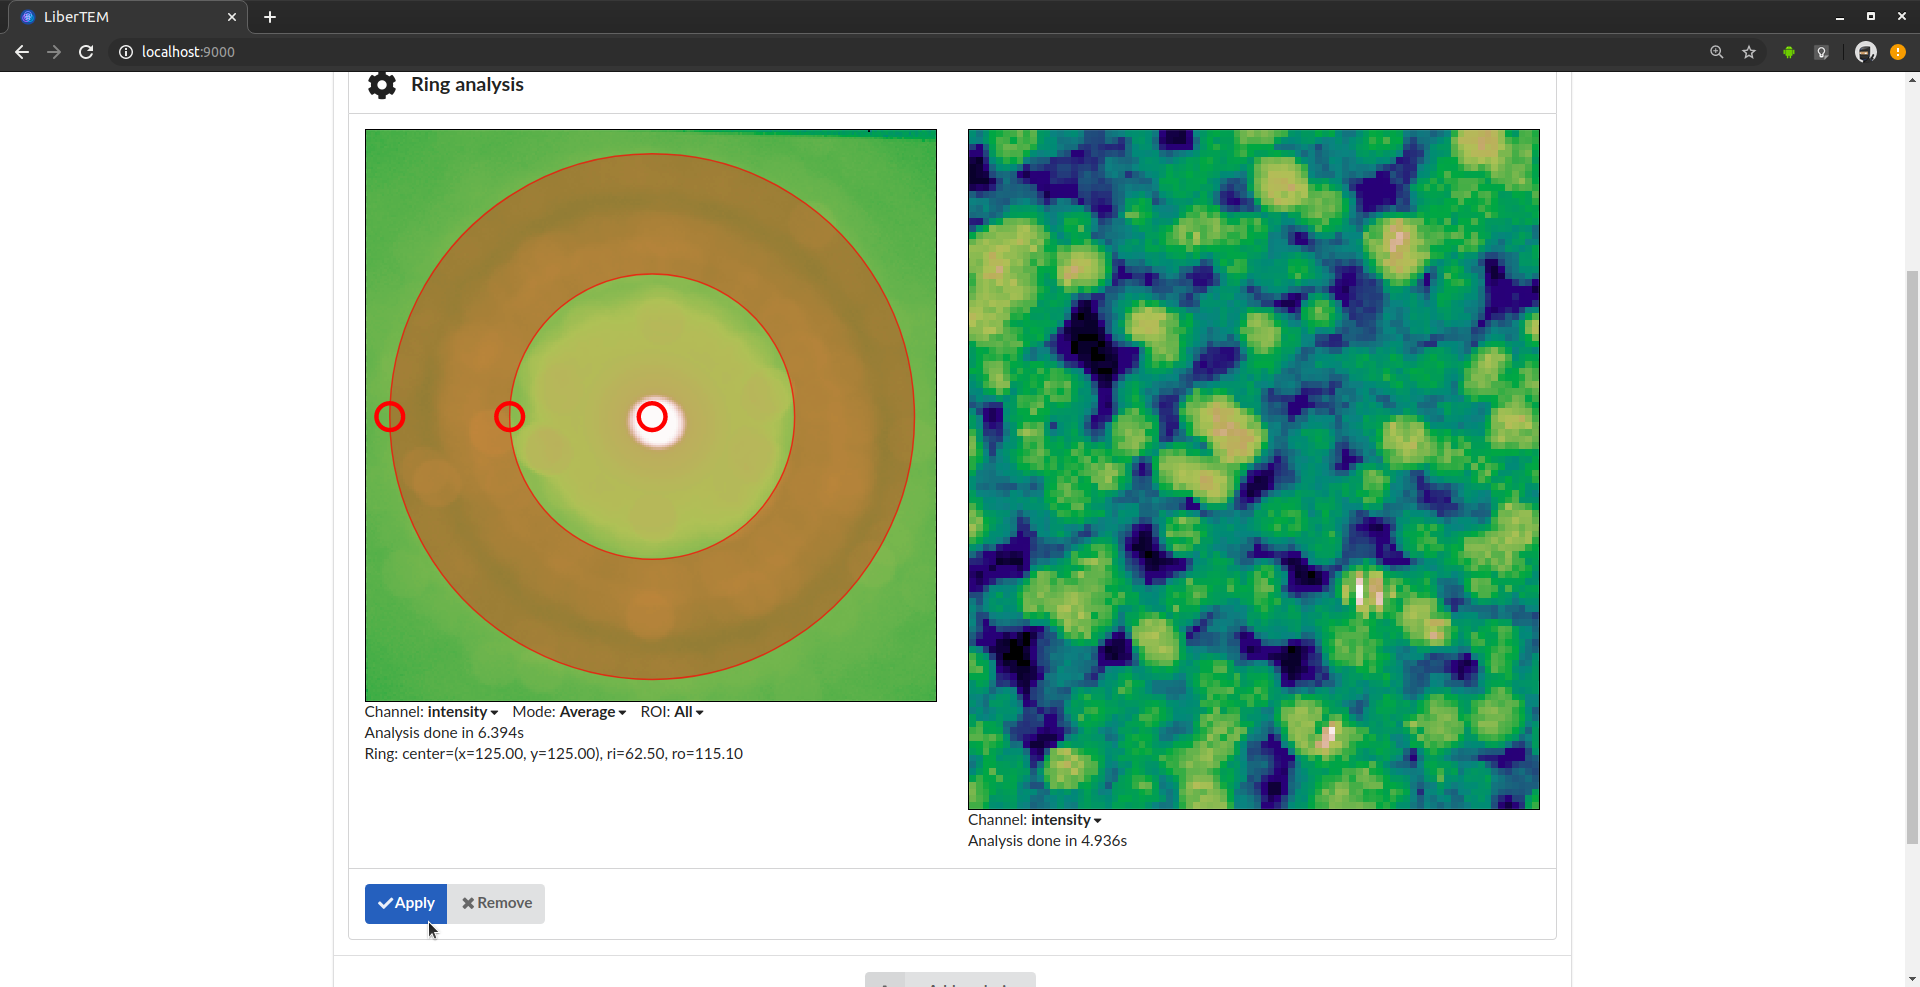 LiberTEM
localhost:9000
Ring analysis
Channel: intensity Mode: Average ROI: All
Analysis done in 6.394s
Ring: center=(x=125.00, y=125.00), ri=62.50, ro=115.10
Channel: intensity
Analysis done in 4.936s
Apply Remove